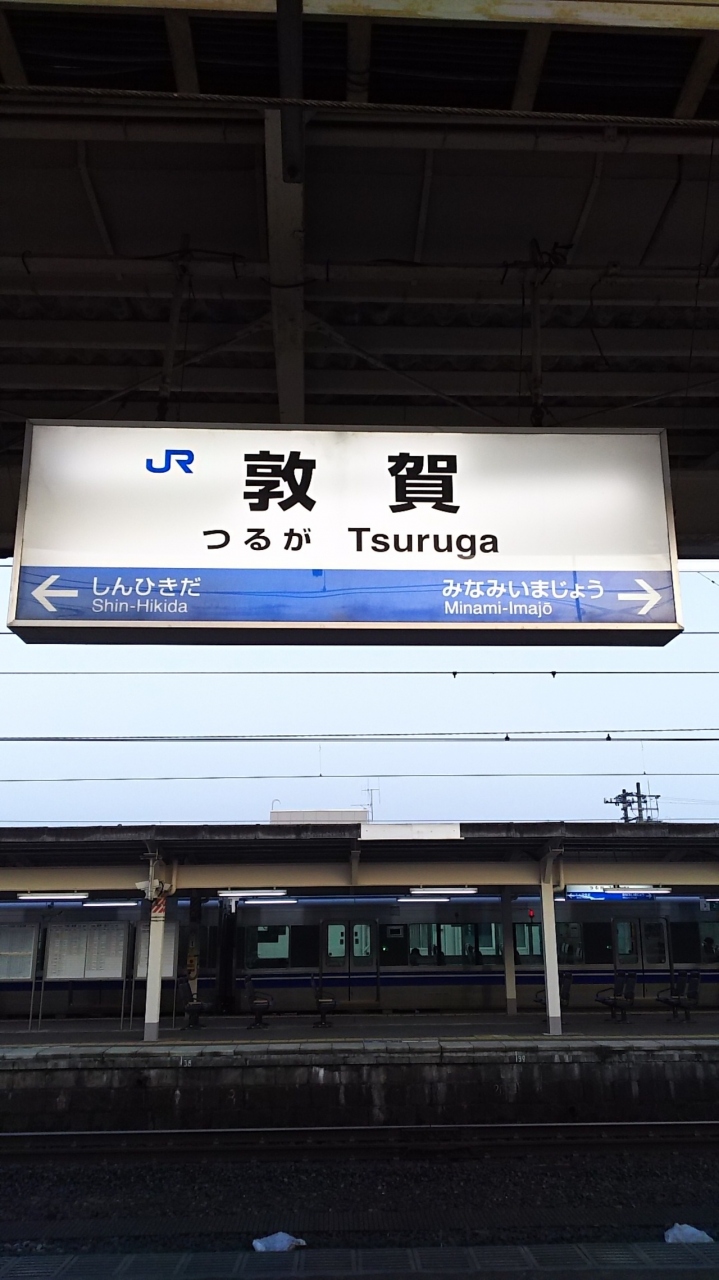 JR 敦賀
つるが Tsuruga
← しんひきだ
Shin-Hikida
みなみいまじょう →
Minami-Imajō